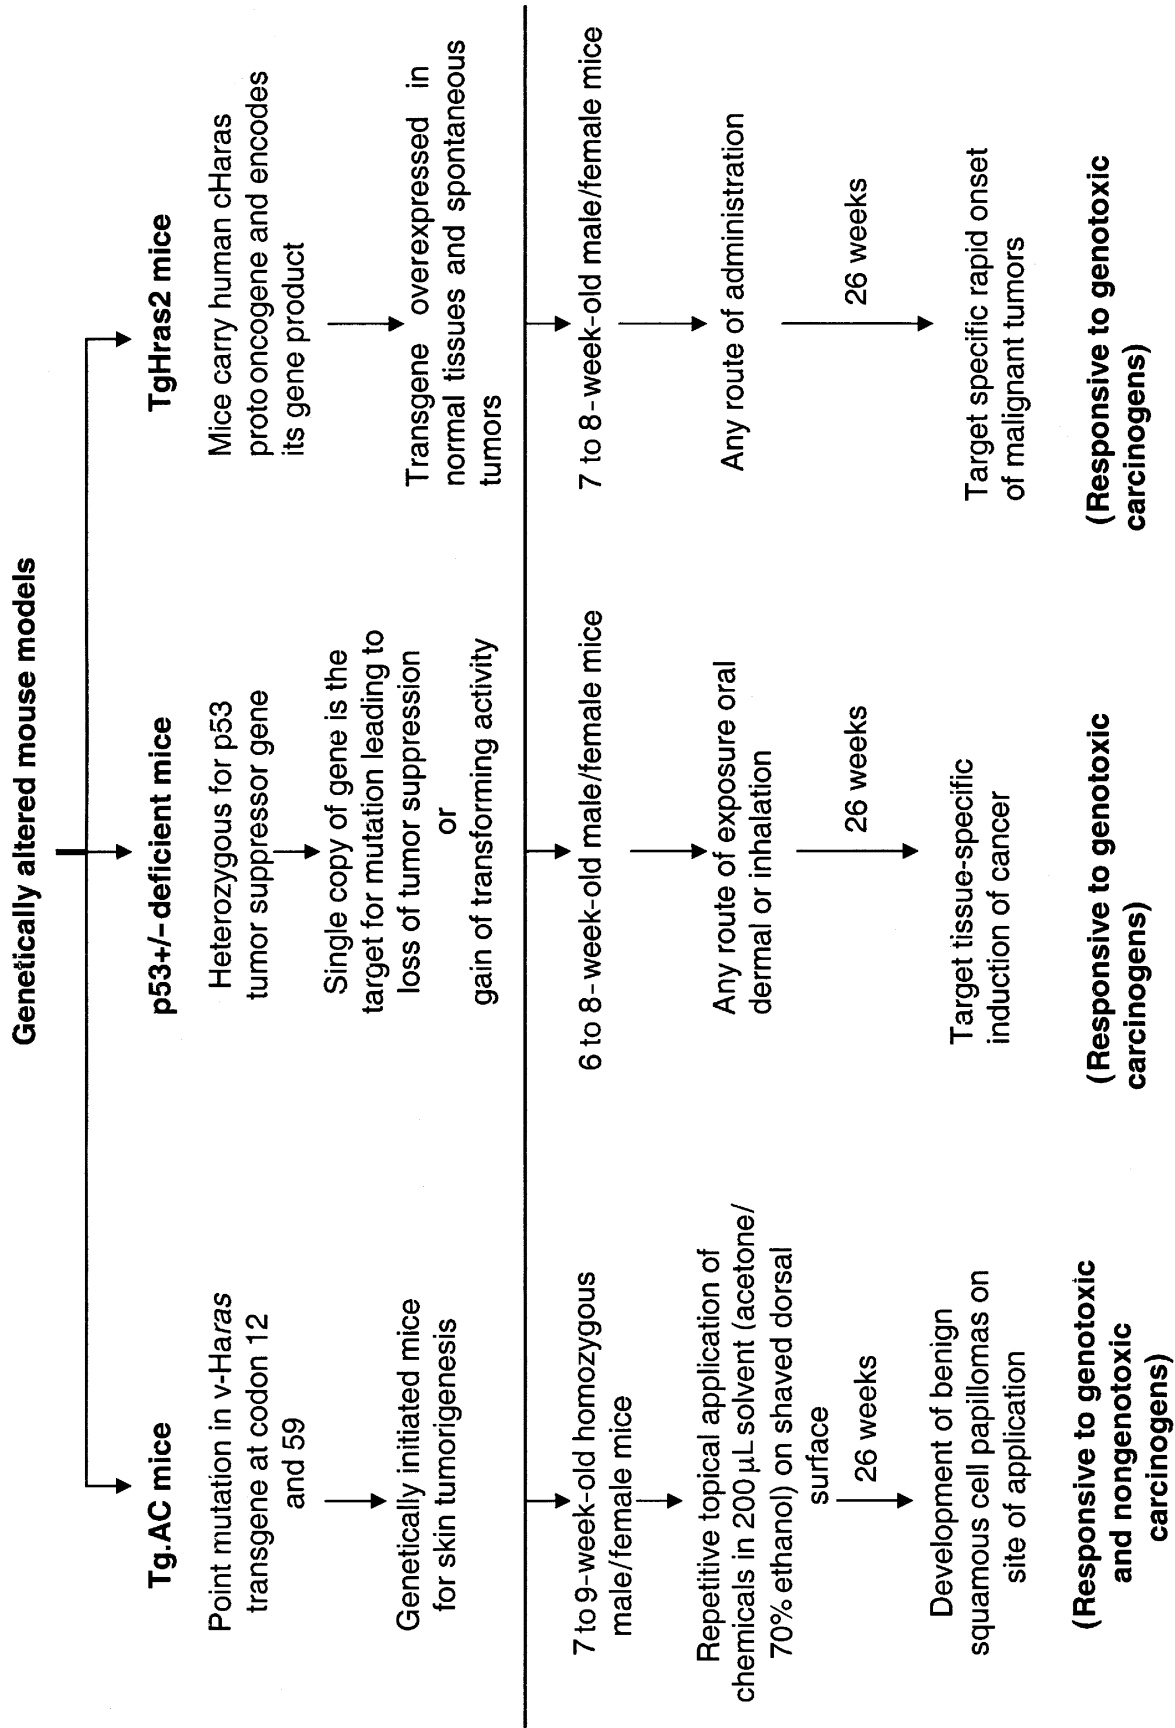 Genetically altered mouse models
Tg.AC mice
Point mutation in v-Haras
transgene at codon 12
and 59
Genetically initiated mice
for skin tumorigenesis
7 to 9-week-old homozygous
male/female mice
Repetitive topical application of
chemicals in 200 µL solvent (acetone/
70% ethanol) on shaved dorsal
surface
26 weeks
Development of benign
squamous cell papillomas on
site of application
(Responsive to genotoxic
and nongenotoxic
carcinogens)
p53+/-deficient mice
Heterozygous for p53
tumor suppressor gene
Single copy of gene is the
target for mutation leading to
loss of tumor suppression
or
gain of transforming activity
6 to 8-week-old male/female mice
Any route of exposure oral
dermal or inhalation
26 weeks
Target tissue-specific
induction of cancer
(Responsive to genotoxic
carcinogens)
TgHras2 mice
Mice carry human cHaras
proto oncogene and encodes
its gene product
Transgene overexpressed in
normal tissues and spontaneous
tumors
7 to 8-week-old male/female mice
Any route of administration
26 weeks
Target specific rapid onset
of malignant tumors
(Responsive to genotoxic
carcinogens)